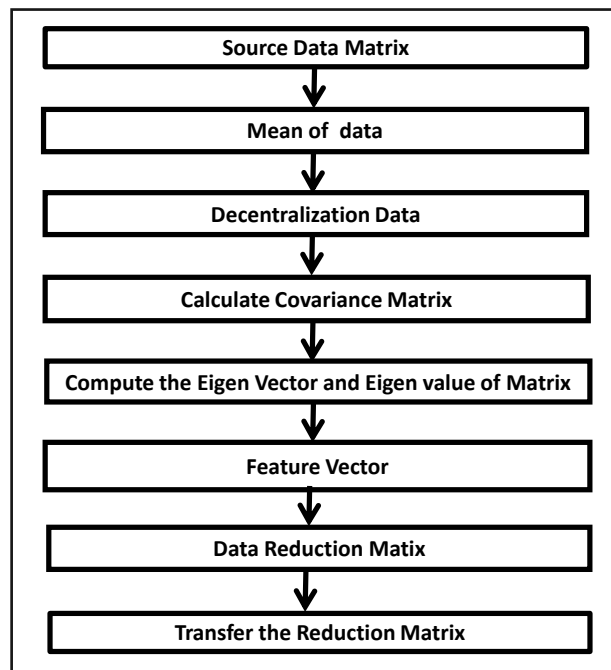 Source Data Matrix
Mean of data
Decentralization Data
Calculate Covariance Matrix
Compute the Eigen Vector and Eigen value of Matrix
Feature Vector
Data Reduction Matix
Transfer the Reduction Matrix